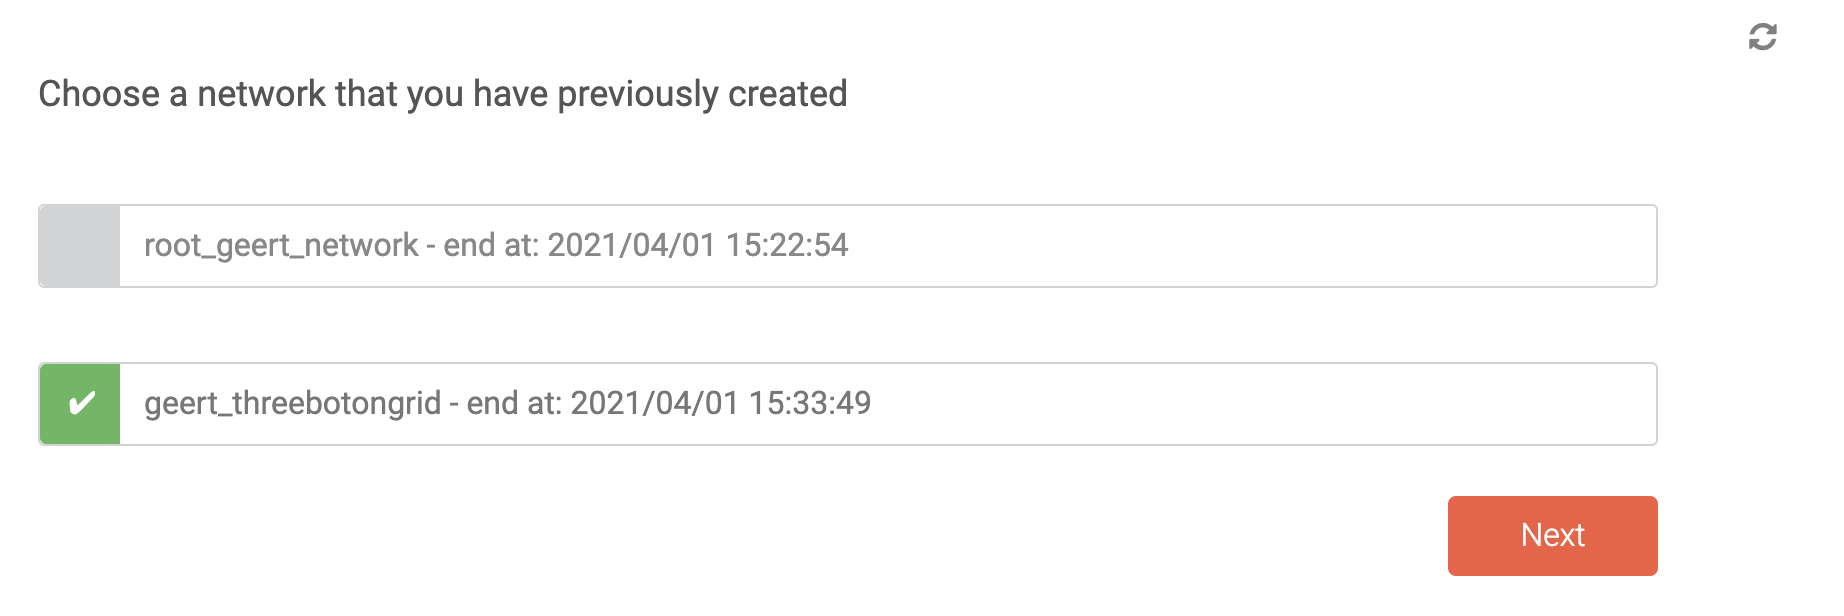 Choose a network that you have previously created
root_geert_network - end at: 2021/04/01 15:22:54
geert_threebotongrid - end at: 2021/04/01 15:33:49
Next